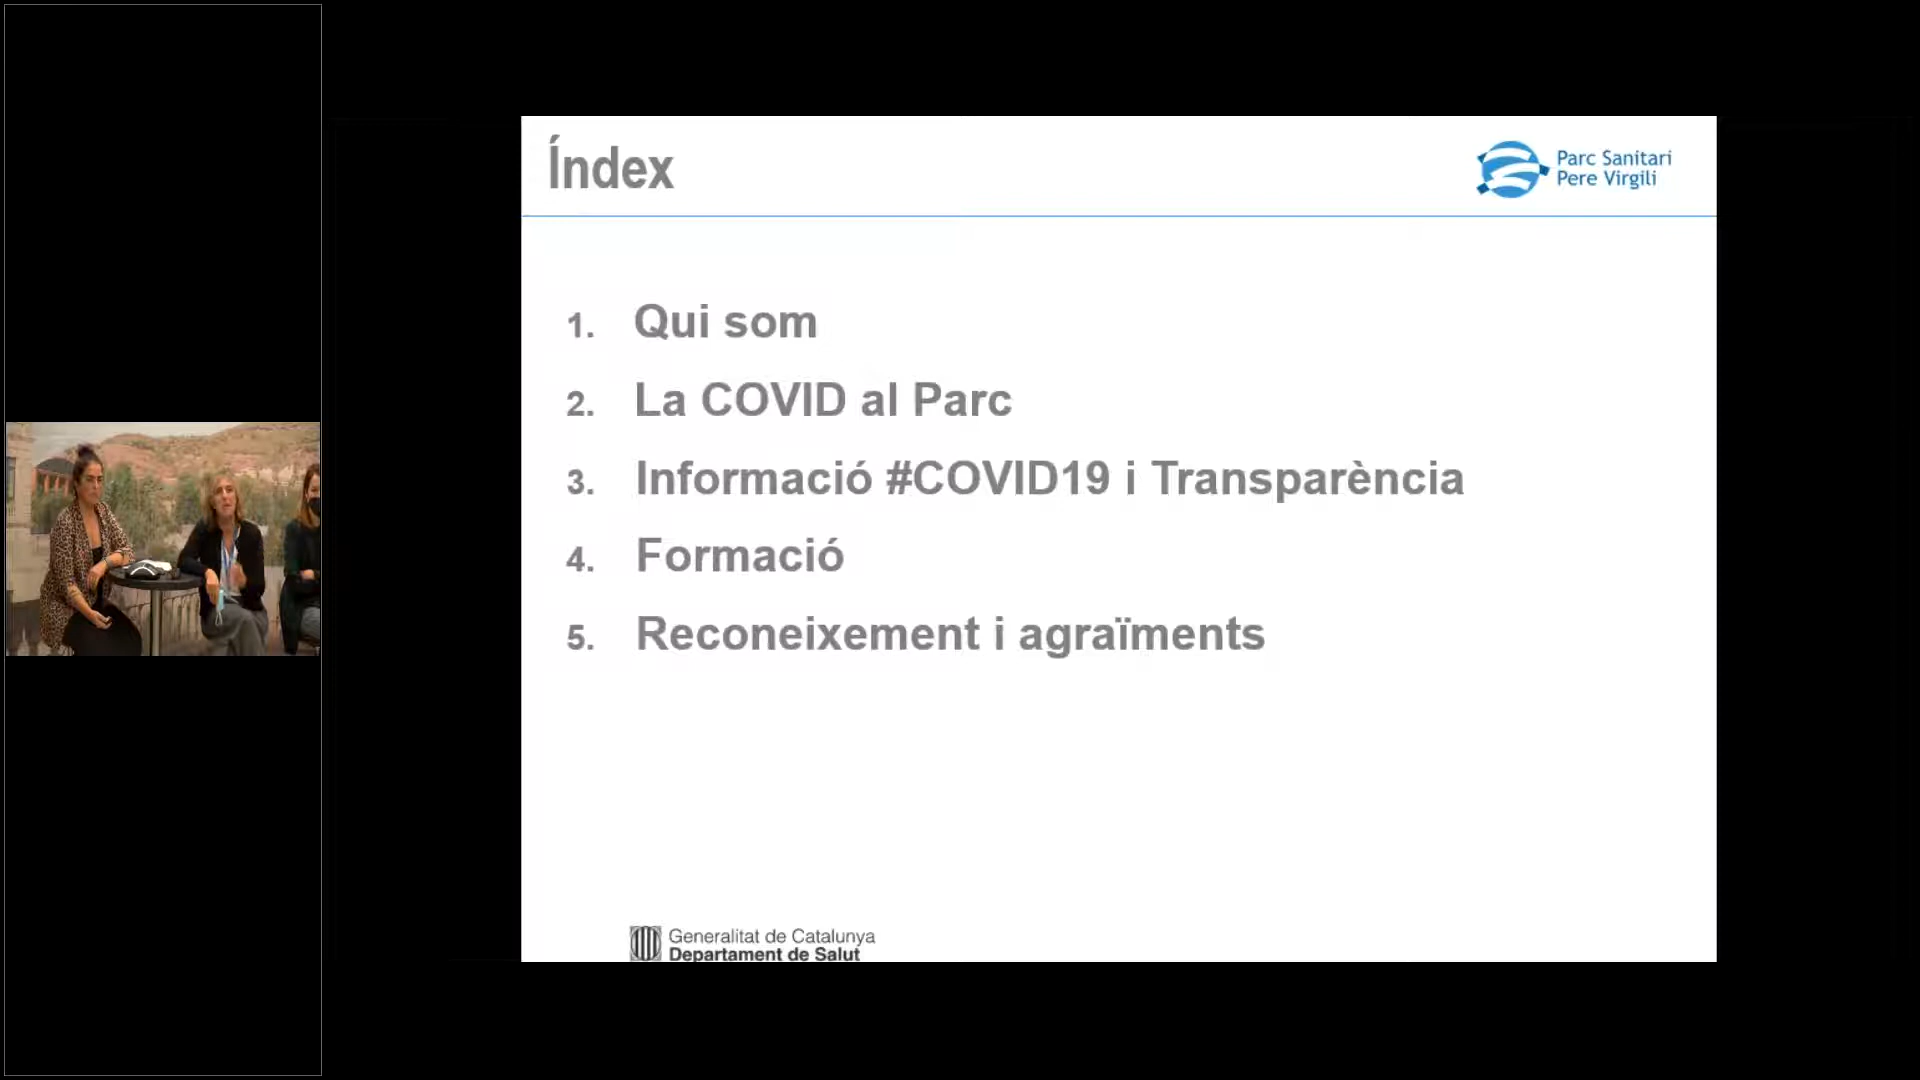 Índex
Parc Sanitari
Pere Virgili
1. Qui som
2. La COVID al Parc
3. Informació #COVID19 i Transparència
4. Formació
5. Reconeixement i agraïments
Generalitat de Catalunya
Departament de Salut